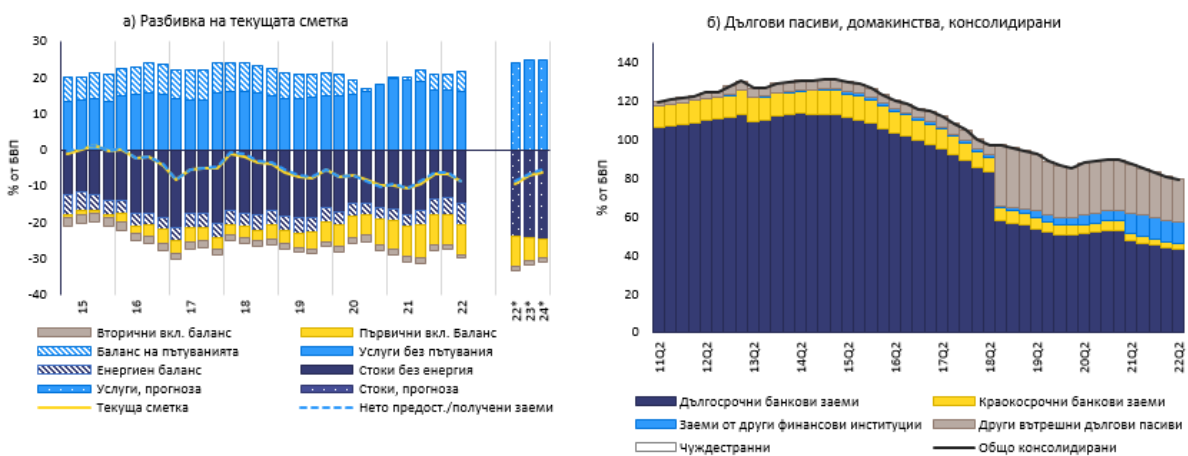 а) Разбивка на текущата сметка
% от БВП
30
20
10
0
-10
-20
-30
-40
15
16
17
18
19
20
21
22
22*
23*
24*
Вторични вкл. баланс
Първични вкл. Баланс
Баланс на пътуванията
Услуги без пътувания
Енергиен баланс
Стоки без енергия
Услуги, прогноза
Стоки, прогноза
Текуща сметка
Нето предост./получени заеми
б) Дългови пасиви, домакинства, консолидирани
% от БВП
140
120
100
80
60
40
20
0
11Q2
12Q2
13Q2
14Q2
15Q2
16Q2
17Q2
18Q2
19Q2
20Q2
21Q2
22Q2
Дългосрочни банкови заеми
Краокосрочни банкови заеми
Заеми от други финансови институции
Други вътрешни дългови пасиви
Чуждестранни
Общо консолидирани